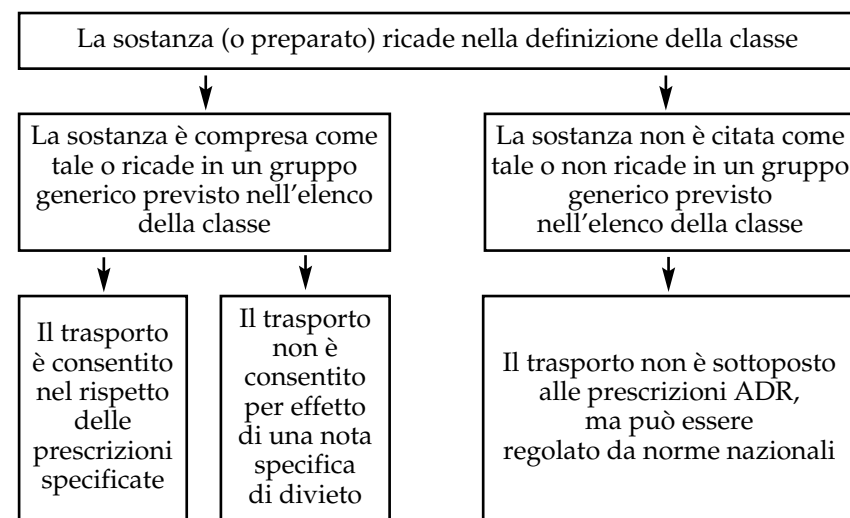 La sostanza (o preparato) ricade nella definizione della classe
La sostanza è compresa come
tale o ricade in un gruppo
generico previsto nell'elenco
della classe
La sostanza non è citata come
tale o non ricade in un gruppo
generico previsto
nell'elenco della classe
Il trasporto
è consentito
nel rispetto
delle
prescrizioni
specificate
Il trasporto
non è
consentito
per effetto
di una nota
specifica
di divieto
Il trasporto non è sottoposto
alle prescrizioni ADR,
ma può essere
regolato da norme nazionali